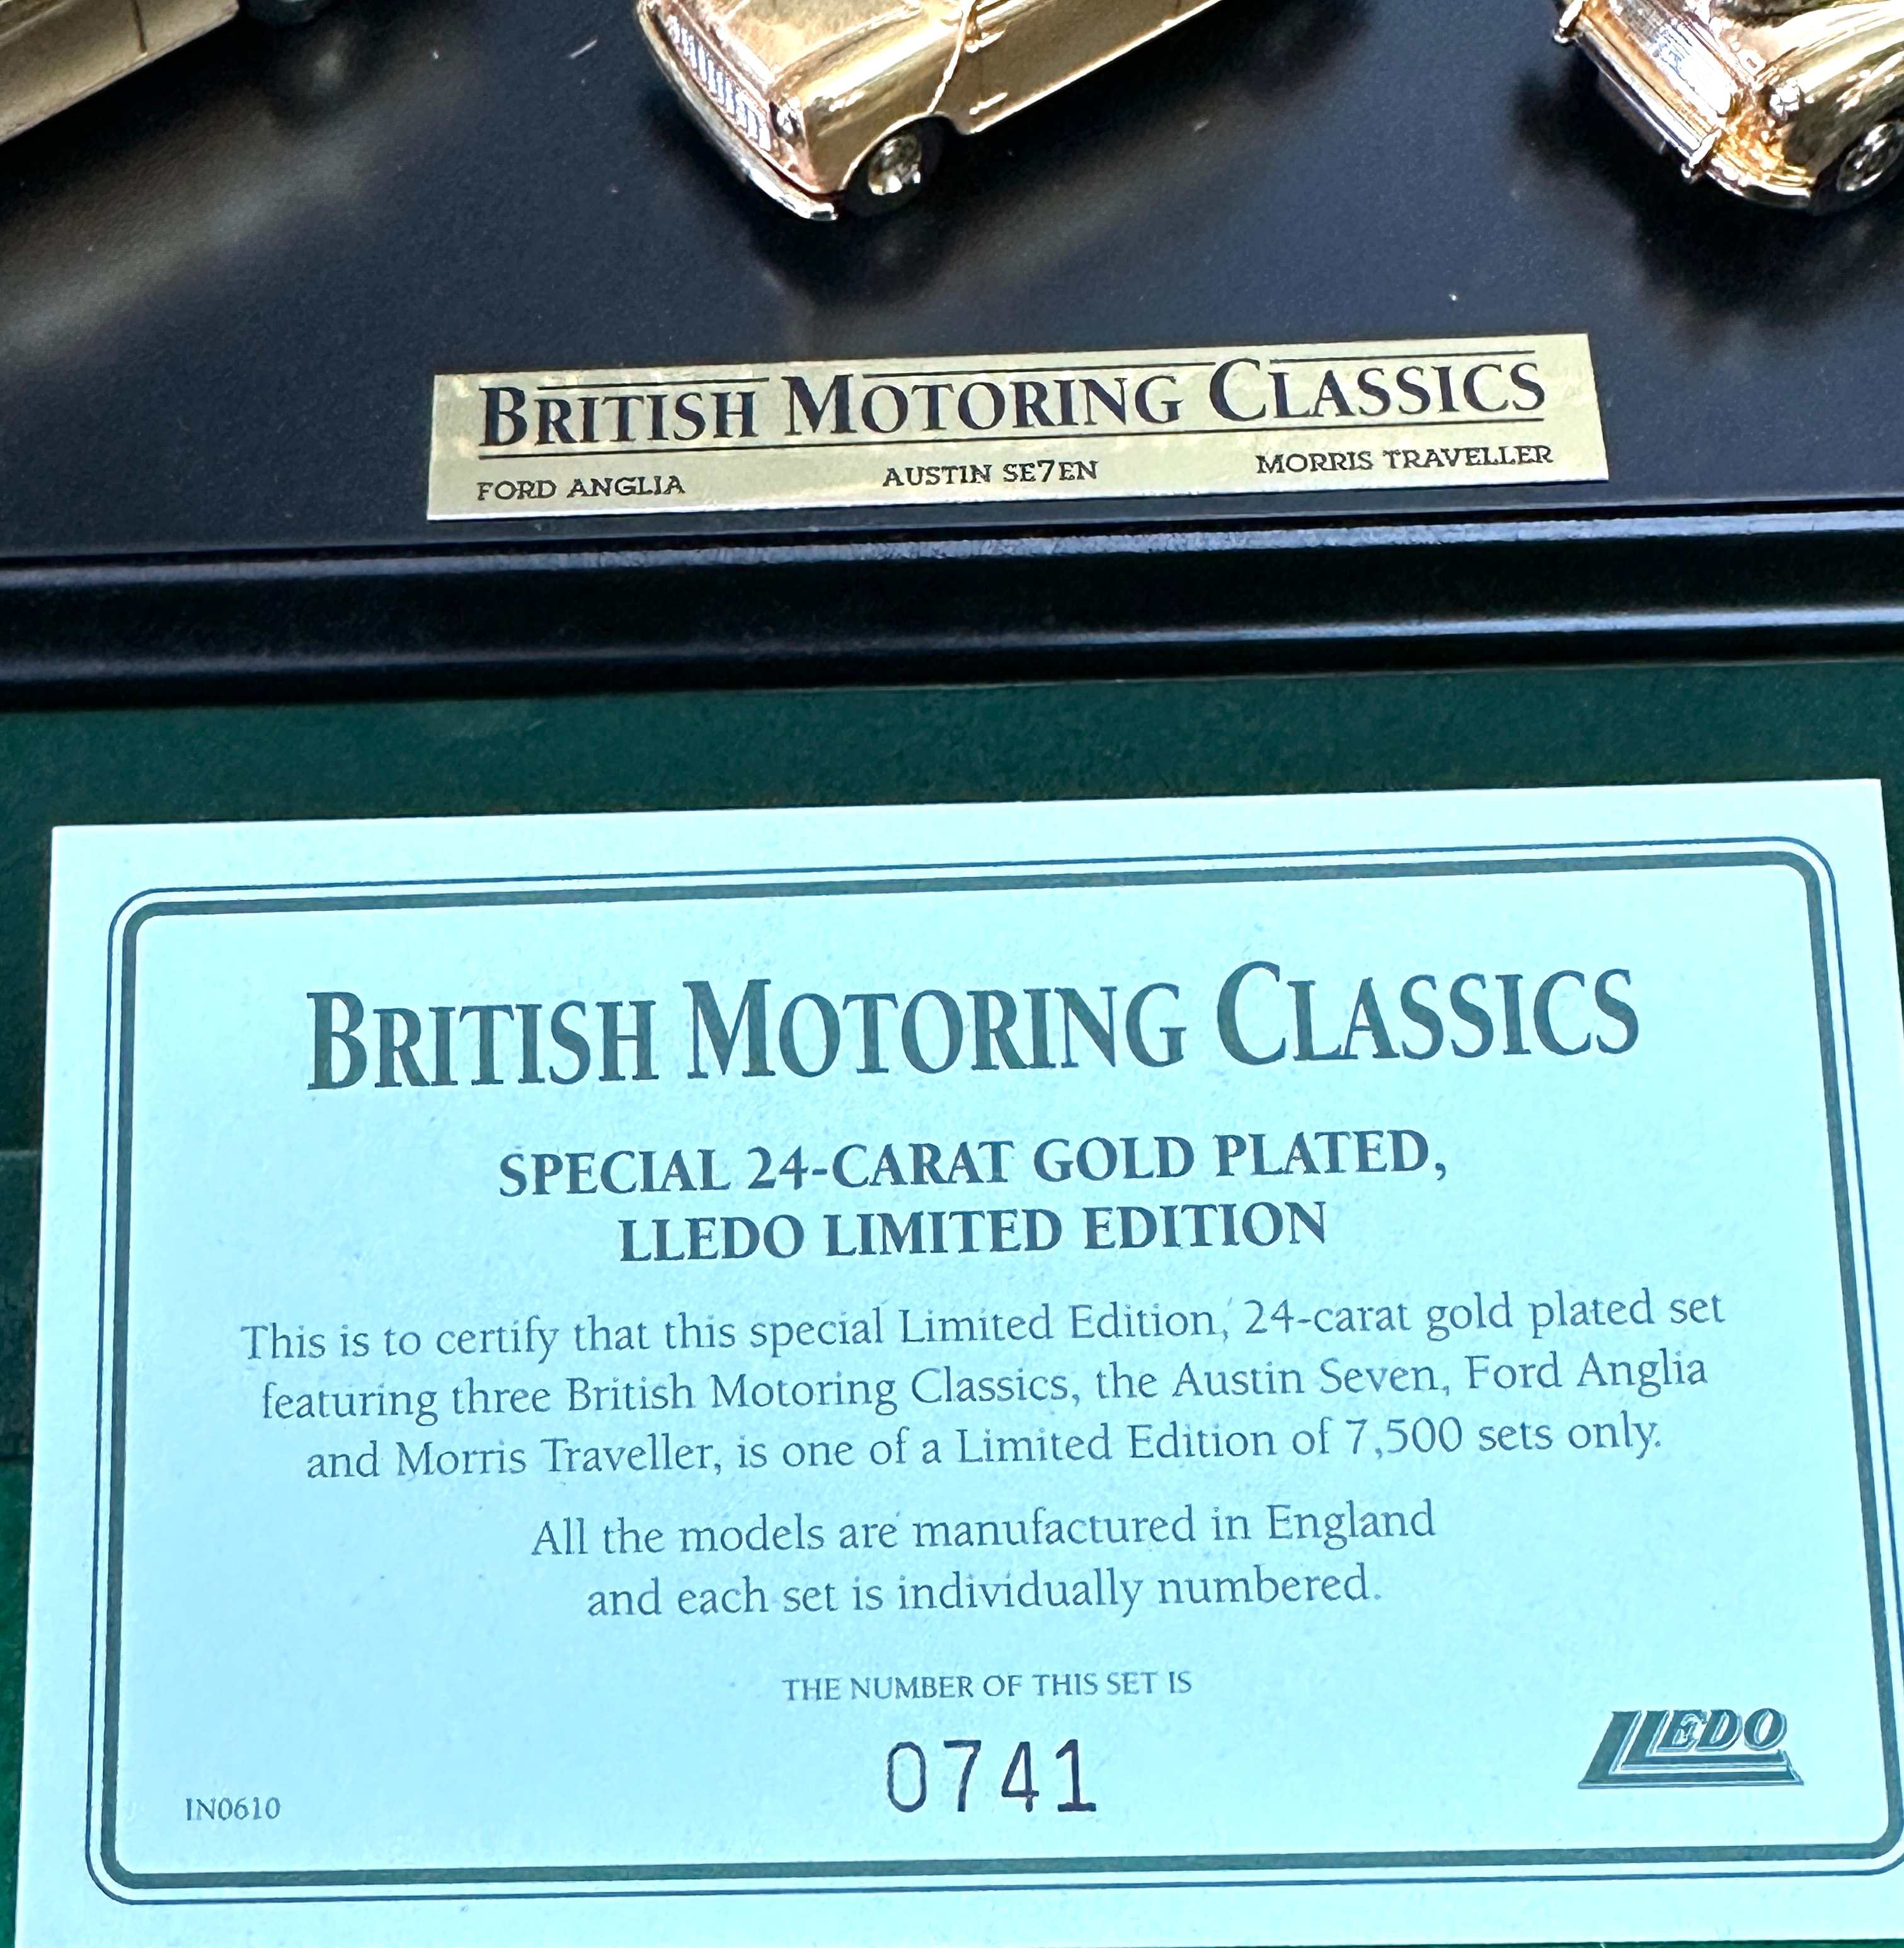 BRITISH MOTORING CLASSICS
FORD ANGLIA AUSTIN SE7EN MORRIS TRAVELLER
BRITISH MOTORING CLASSICS
SPECIAL 24-CARAT GOLD PLATED,
LLEDO LIMITED EDITION
This is to certify that this special Limited Edition, 24-carat gold plated set
featuring three British Motoring Classics, the Austin Seven, Ford Anglia
and Morris Traveller, is one of a Limited Edition of 7,500 sets only.
All the models are manufactured in England
and each set is individually numbered.
THE NUMBER OF THIS SET IS
0741
LLEDO
IN0610